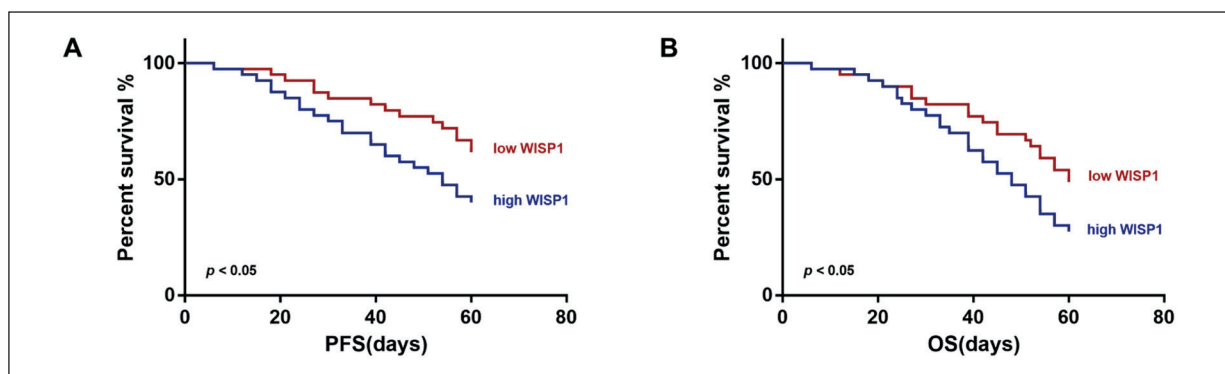 A
Percent survival %
100
50
0
low WISP1
high WISP1
p < 0.05
0 20 40 60 80
PFS(days)
B
Percent survival %
100
50
0
low WISP1
high WISP1
p < 0.05
0 20 40 60 80
OS(days)